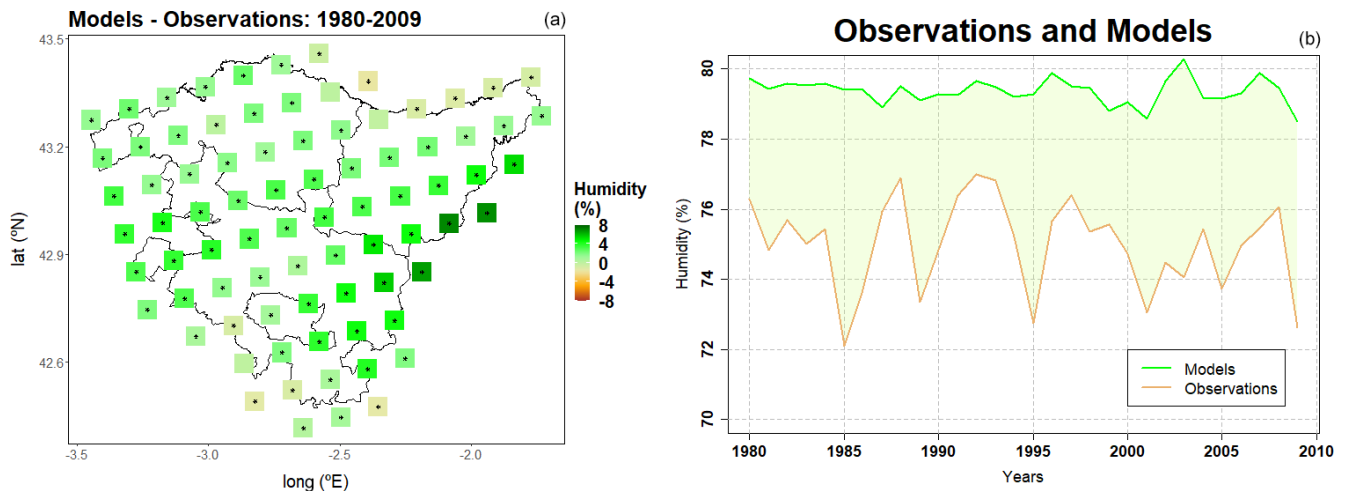 Models - Observations: 1980-2009
(a)
43.5
43.2
42.9
42.6
lat (ºN)
-3.5
-3.0
-2.5
-2.0
long (ºE)
Humidity
(%)
8
4
0
-4
-8
Observations and Models
(b)
80
78
76
74
72
70
Humidity (%)
Models
Observations
1980
1985
1990
1995
2000
2005
2010
Years